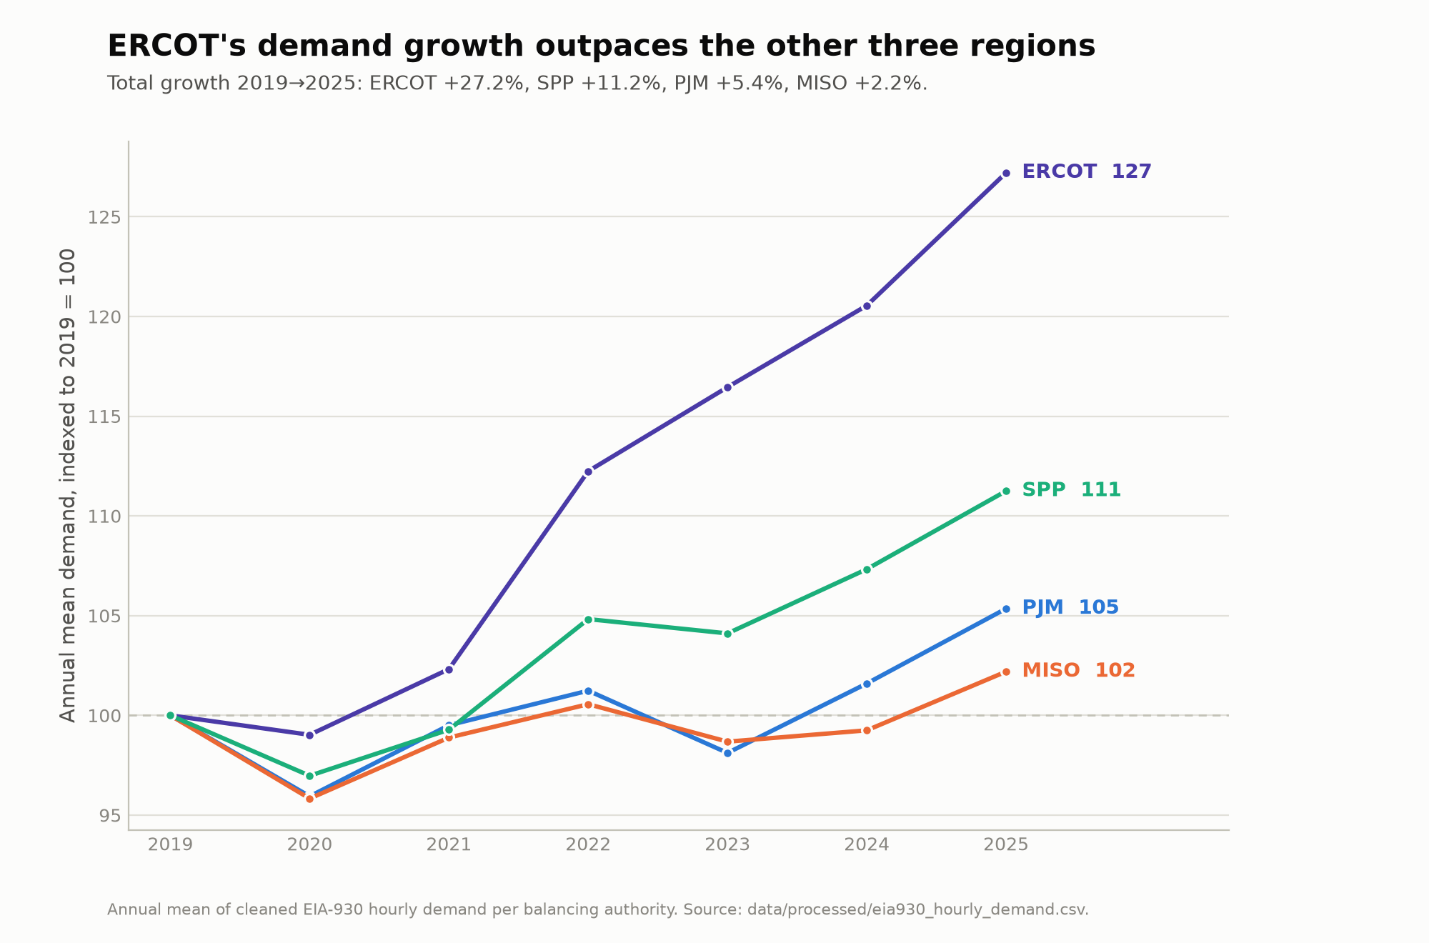 ERCOT's demand growth outpaces the other three regions
Total growth 2019→2025: ERCOT +27.2%, SPP +11.2%, PJM +5.4%, MISO +2.2%.
Annual mean demand, indexed to 2019 = 100
125
120
115
110
105
100
95
ERCOT 127
SPP 111
PJM 105
MISO 102
2019 2020 2021 2022 2023 2024 2025
Annual mean of cleaned EIA-930 hourly demand per balancing authority. Source: data/processed/eia930_hourly_demand.csv.